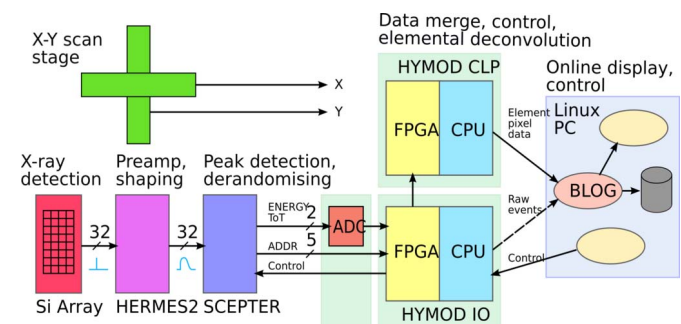 Data merge, control,
elemental deconvolution
X-Y scan
stage
HYMOD CLP
Online display,
control
X
Y
FPGA
CPU
Element
pixel
data
Linux
PC
X-ray
detection
Preamp,
shaping
Peak detection,
derandomising
BLOG
ENERGY
ToT
2
ADC
Raw
events
32
32
ADDR
5
FPGA
CPU
Control
Control
Si Array
HERMES2
SCEPTER
HYMOD IO